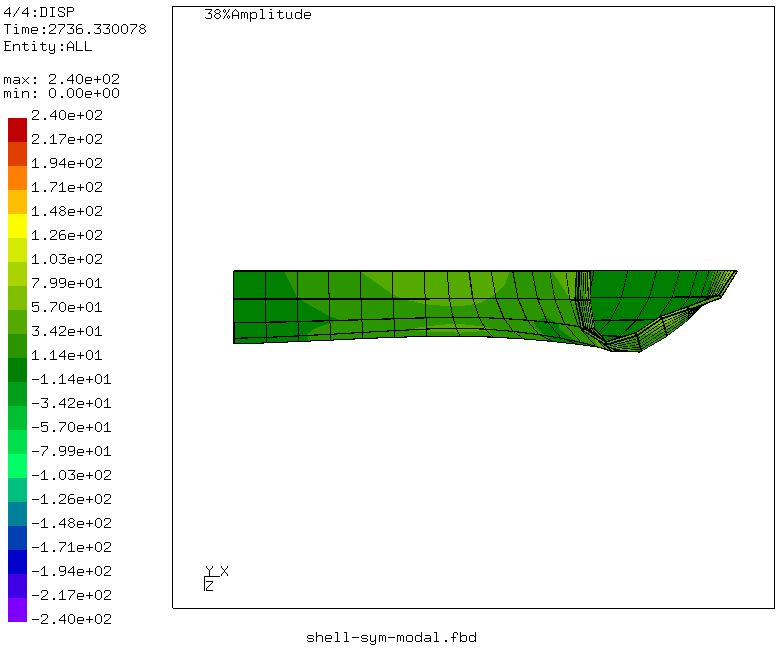 4/4:DISP
Time:2736.330078
Entity:ALL
max: 2.40e+02
min: 0.00e+00
2.40e+02
2.17e+02
1.94e+02
1.71e+02
1.48e+02
1.26e+02
1.03e+02
7.99e+01
5.70e+01
3.42e+01
1.14e+01
-1.14e+01
-3.42e+01
-5.70e+01
-7.99e+01
-1.03e+02
-1.26e+02
-1.48e+02
-1.71e+02
-1.94e+02
-2.17e+02
-2.40e+02
38%Amplitude
Y X
Z
shell-sym-modal.fbd